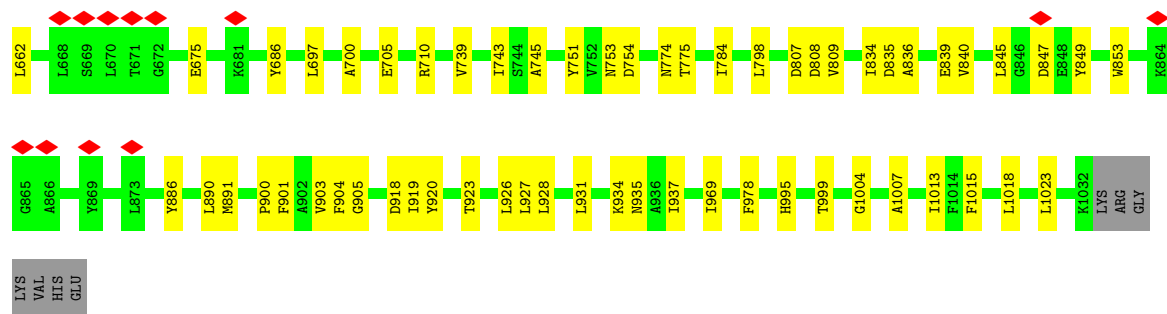 L662 L668 S669 L670 T671 G672 E675 K681 Y686 L697 A700 E705 R710 V739 I743 S744 A745 Y751 V752 N753 D754 N774 T775 I784 L798 D807 D808 V809 I834 D835 A836 E839 V840 L845 G846 D847 E848 Y849 W853 K864
G865 A866 Y869 L873 Y886 L890 M891 P900 F901 A902 V903 F904 G905 D918 I919 Y920 T923 L926 L927 L928 L931 K934 N935 A936 I937 I969 F978 H995 T999 G1004 A1007 I1013 F1014 F1015 L1018 L1023 K1032 LYS ARG GLY
LYS VAL HIS GLU